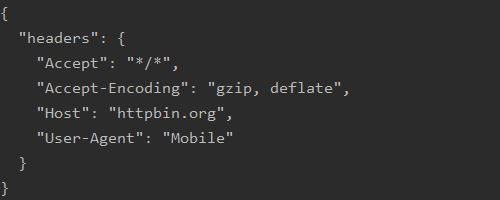 {
  "headers": {
    "Accept": "*/*",
    "Accept-Encoding": "gzip, deflate",
    "Host": "httpbin.org",
    "User-Agent": "Mobile"
  }
}